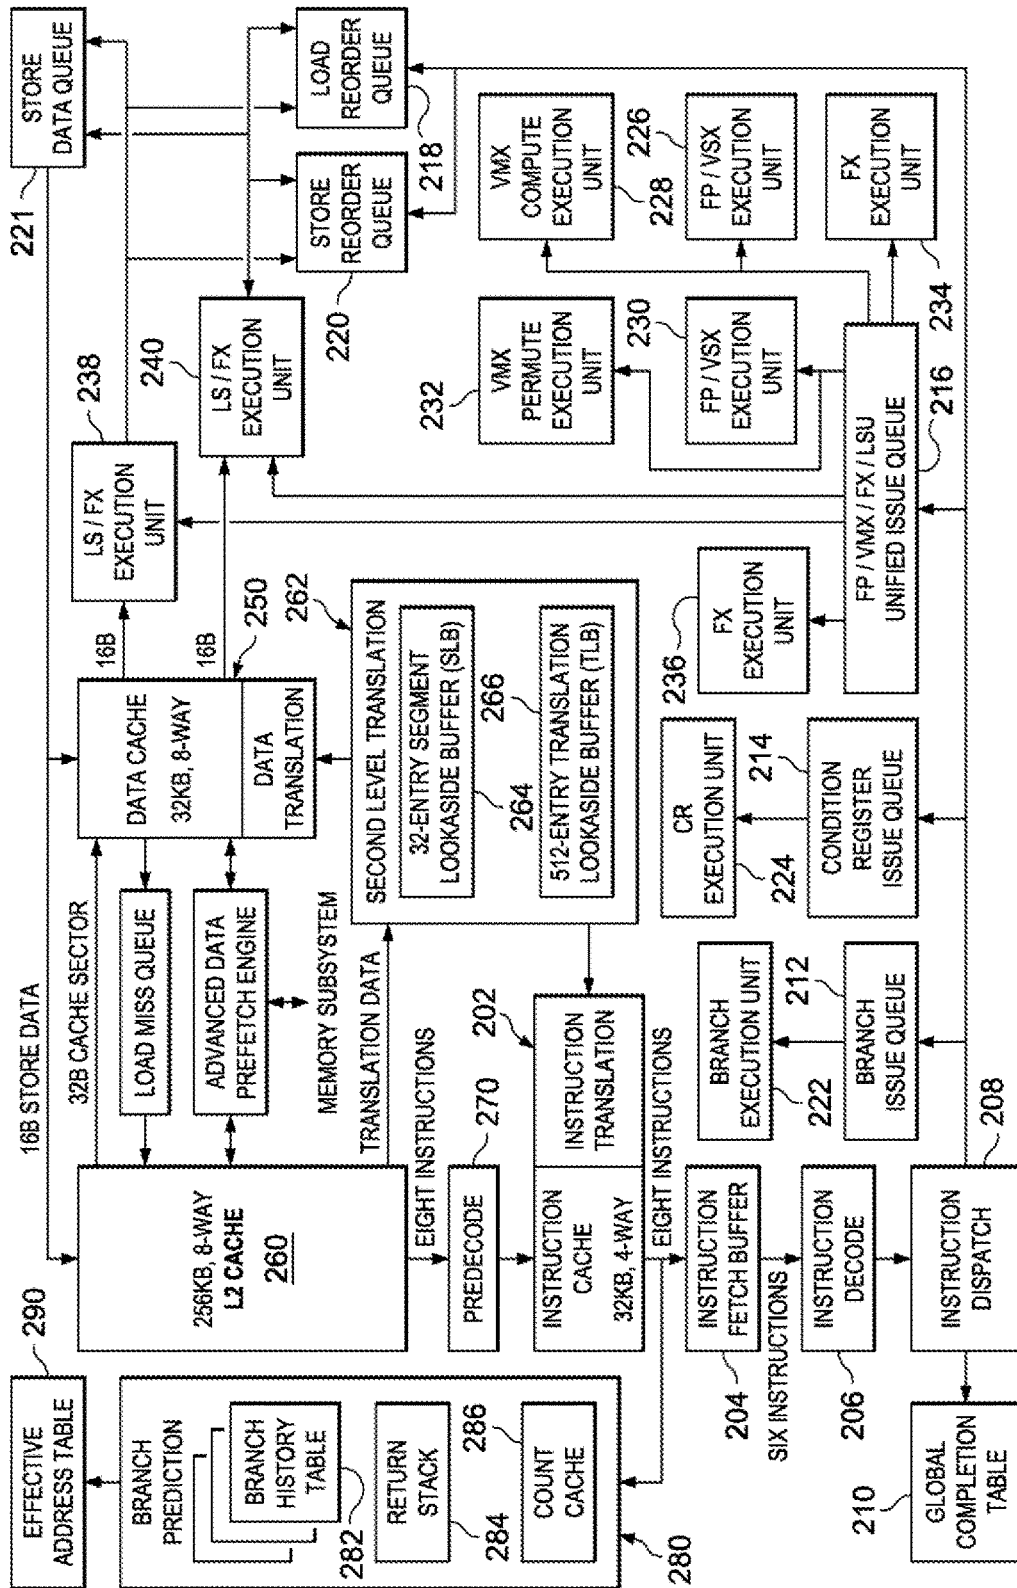 EFFECTIVE
ADDRESS TABLE
290
BRANCH
PREDICTION
BRANCH
HISTORY
TABLE
282
RETURN
STACK
284
COUNT
CACHE
286
280
256KB, 8-WAY
L2 CACHE
260
16B STORE DATA
32B CACHE SECTOR
LOAD MISS QUEUE
ADVANCED DATA
PREFETCH ENGINE
MEMORY SUBSYSTEM
TRANSLATION DATA
EIGHT INSTRUCTIONS
PREDECODE
270
INSTRUCTION
CACHE
32KB, 4-WAY
INSTRUCTION
TRANSLATION
202
EIGHT INSTRUCTIONS
INSTRUCTION
FETCH BUFFER
204
SIX INSTRUCTIONS
INSTRUCTION
DECODE
206
INSTRUCTION
DISPATCH
208
GLOBAL
COMPLETION
TABLE
210
DATA CACHE
32KB, 8-WAY
DATA
TRANSLATION
250
16B
16B
SECOND LEVEL TRANSLATION
262
32-ENTRY SEGMENT
LOOKASIDE BUFFER (SLB)
264
512-ENTRY TRANSLATION
LOOKASIDE BUFFER (TLB)
266
BRANCH
EXECUTION UNIT
222
BRANCH
ISSUE QUEUE
212
CR
EXECUTION UNIT
224
CONDITION
REGISTER
ISSUE QUEUE
214
STORE
DATA QUEUE
221
LS / FX
EXECUTION
UNIT
238
LS / FX
EXECUTION
UNIT
240
STORE
REORDER
QUEUE
220
LOAD
REORDER
QUEUE
218
VMX
PERMUTE
EXECUTION
UNIT
232
VMX
COMPUTE
EXECUTION
UNIT
228
FP / VSX
EXECUTION
UNIT
230
FP / VSX
EXECUTION
UNIT
226
FX
EXECUTION
UNIT
236
FP / VMX / FX / LSU
UNIFIED ISSUE QUEUE
216
FX
EXECUTION
UNIT
234